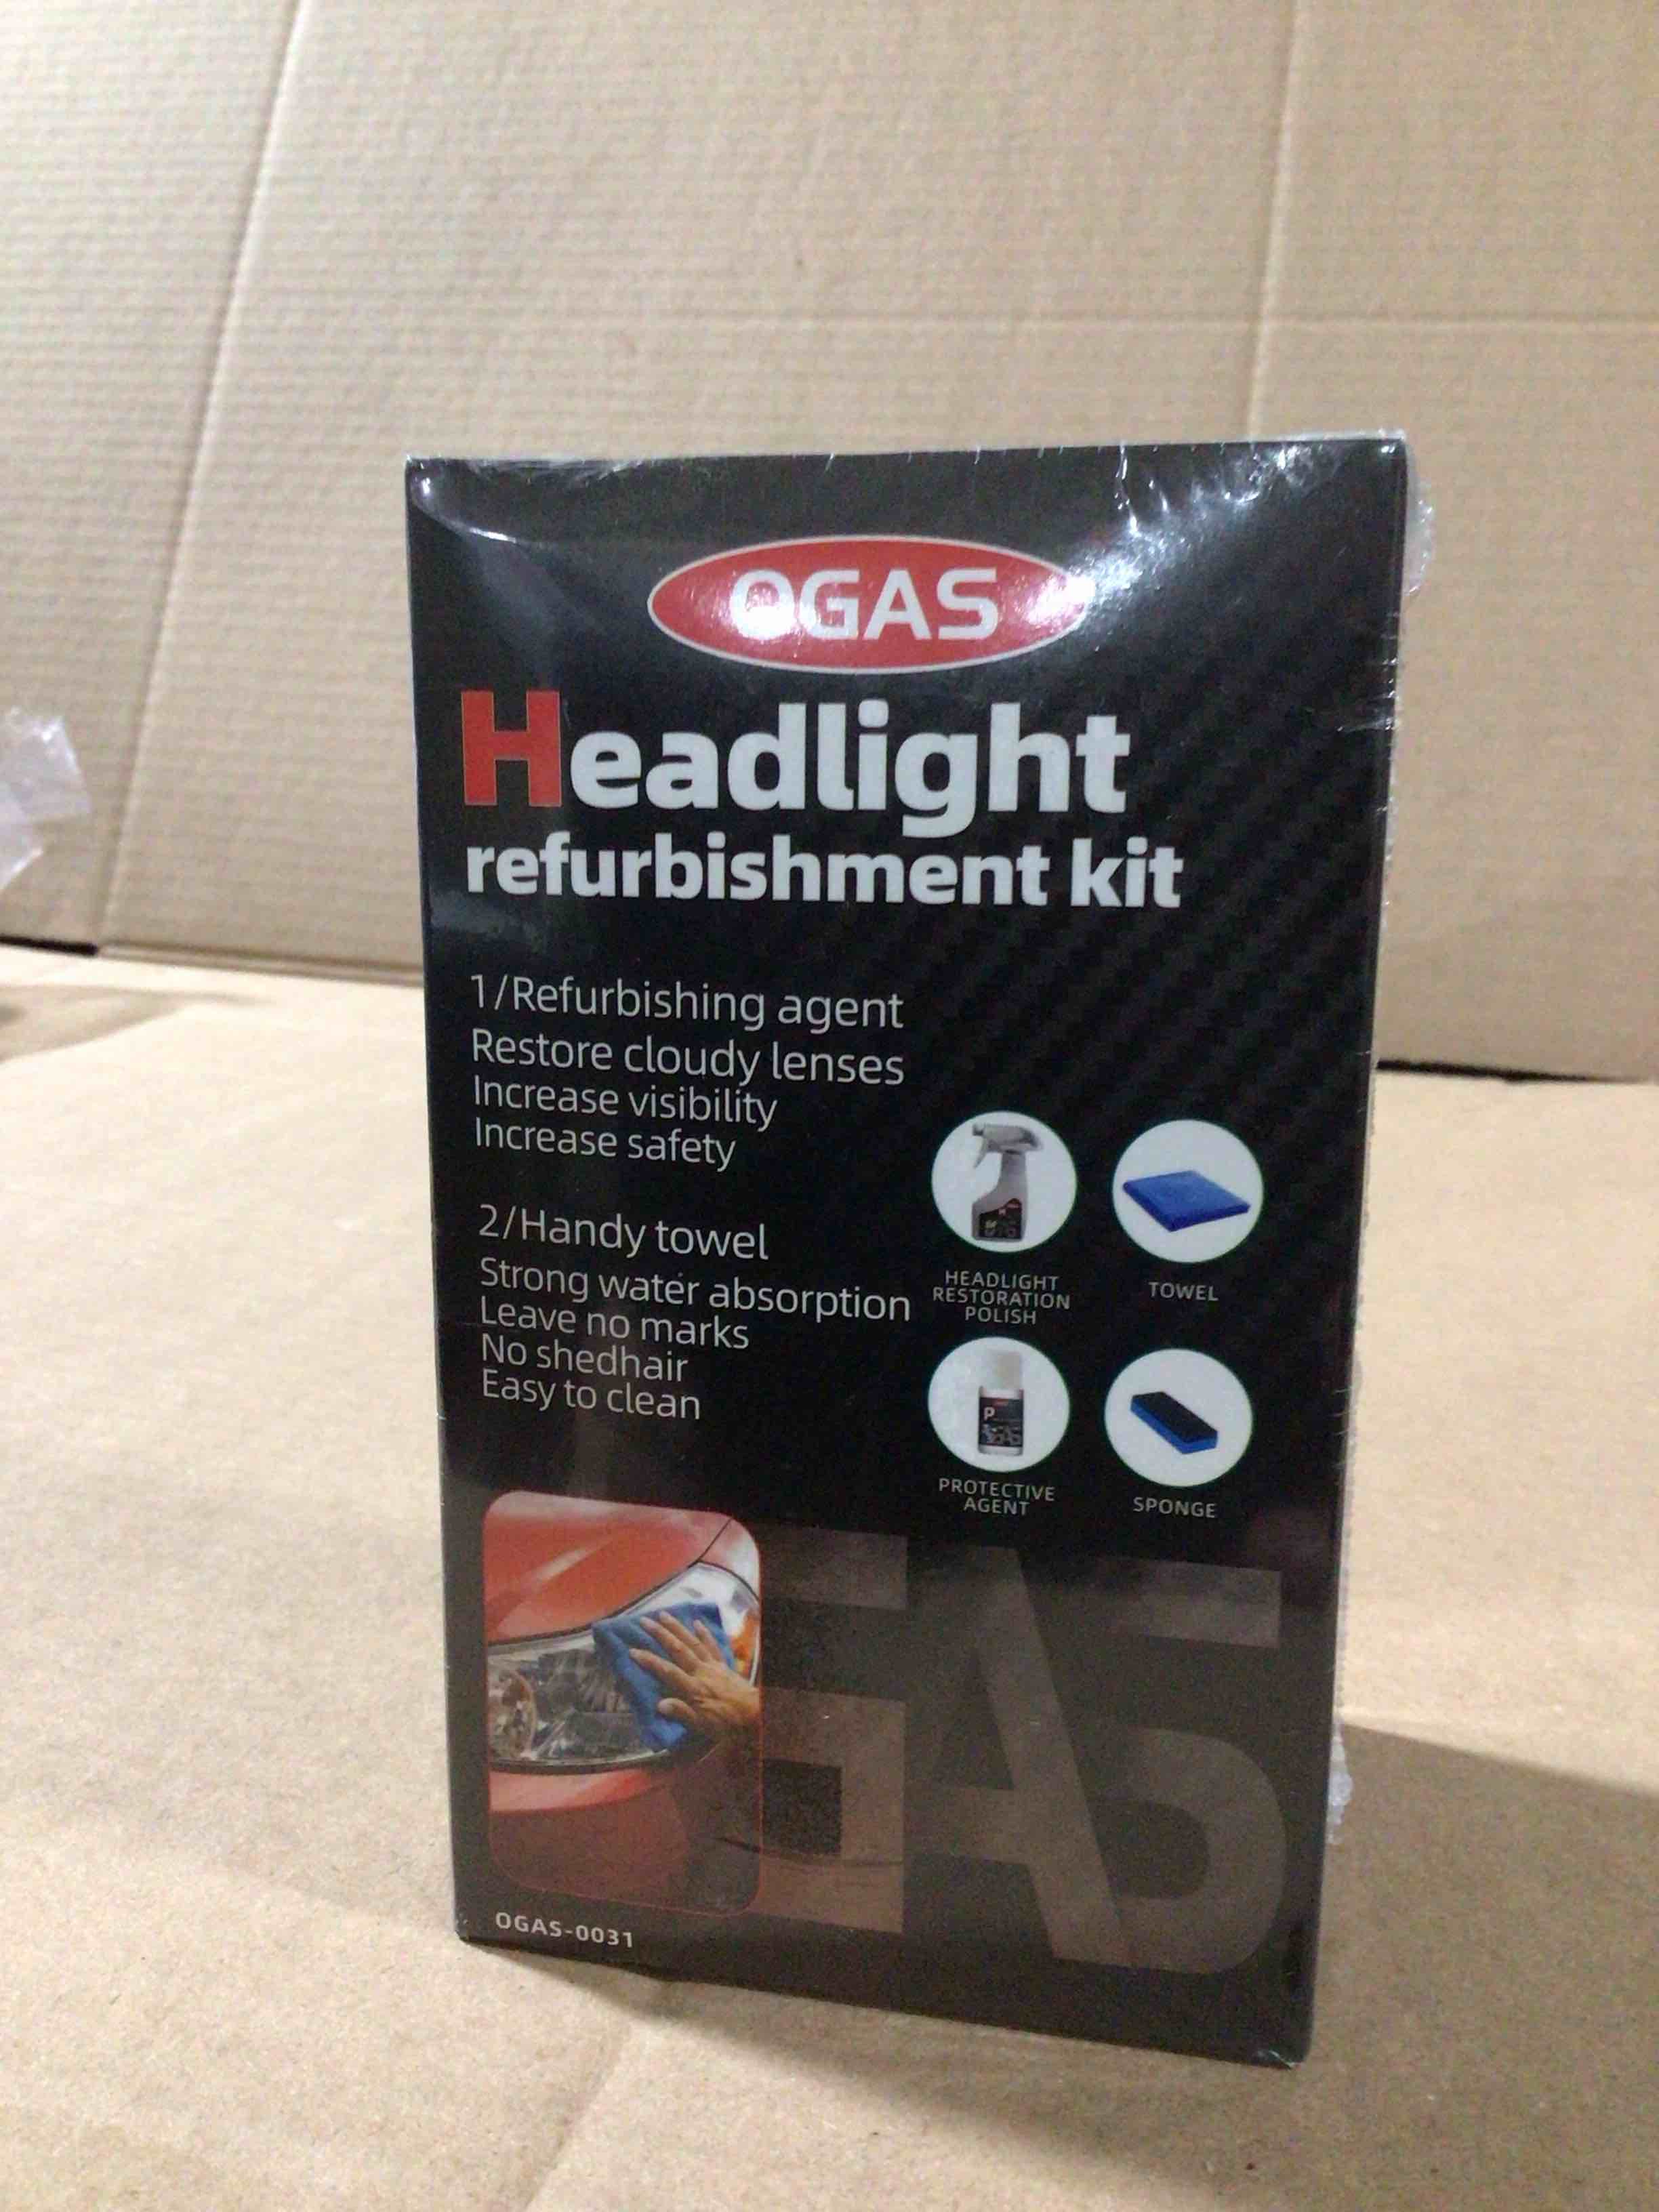 OGAS
Headlight
refurbishment kit
1/Refurbishing agent
Restore cloudy lenses
Increase visibility
Increase safety
2/Handy towel
Strong water absorption
Leave no marks
No shedhair
Easy to clean
HEADLIGHT
RESTORATION
POLISH
TOWEL
P
PROTECTIVE
AGENT
SPONGE
GAS
OGAS-0031